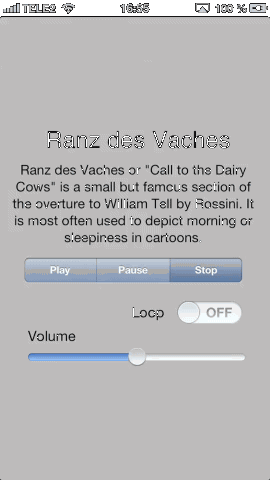 TELE2 16:45 100 %
Ranz des Vaches
Ranz des Vaches or "Call to the Dairy
Cows" is a small but famous section of
the overture to William Tell by Rossini. It
is most often used to depict morning or
sleepiness in cartoons.
Play Pause Stop
Loop OFF
Volume